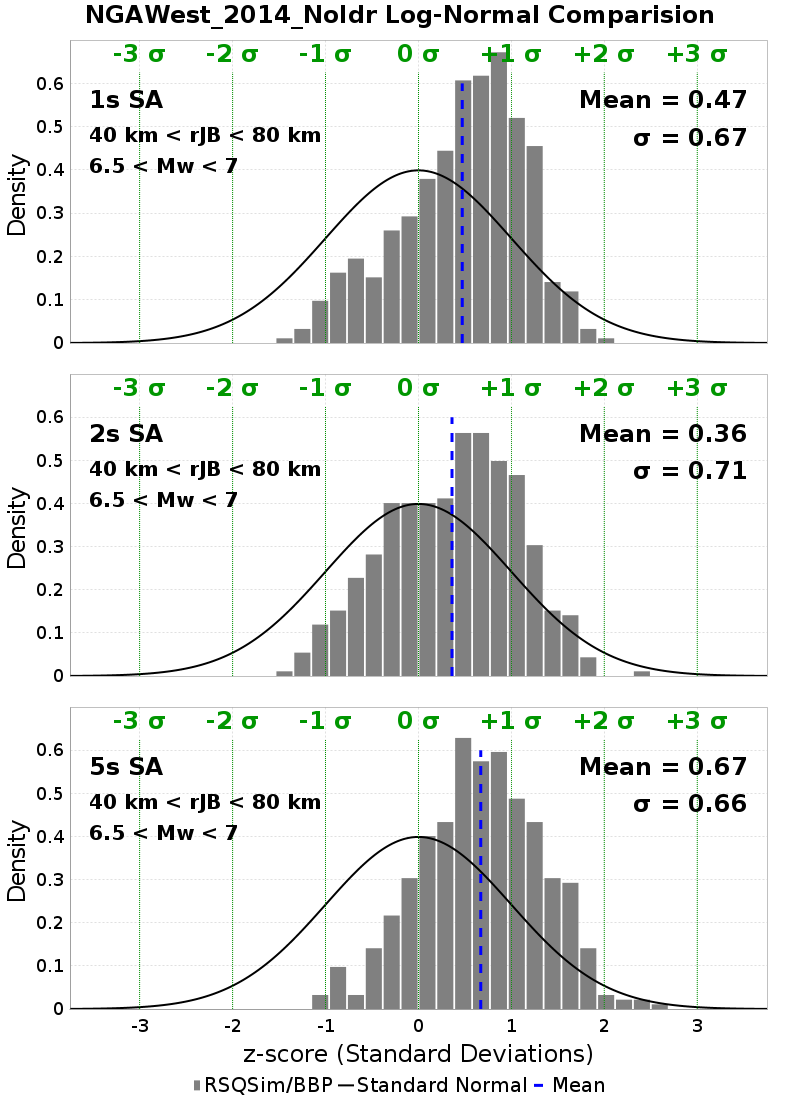 NGAWest_2014_NoIdr Log-Normal Comparision
-3 σ -2 σ -1 σ 0 σ +1 σ +2 σ +3 σ
1s SA
Mean = 0.47
40 km < rJB < 80 km
σ = 0.67
6.5 < Mw < 7
Density
0.6
0.5
0.4
0.3
0.2
0.1
0
-3 σ -2 σ -1 σ 0 σ +1 σ +2 σ +3 σ
2s SA
Mean = 0.36
40 km < rJB < 80 km
σ = 0.71
6.5 < Mw < 7
Density
0.6
0.5
0.4
0.3
0.2
0.1
0
-3 σ -2 σ -1 σ 0 σ +1 σ +2 σ +3 σ
5s SA
Mean = 0.67
40 km < rJB < 80 km
σ = 0.66
6.5 < Mw < 7
Density
0.6
0.5
0.4
0.3
0.2
0.1
0
-3 -2 -1 0 1 2 3
z-score (Standard Deviations)
RSQSim/BBP Standard Normal Mean